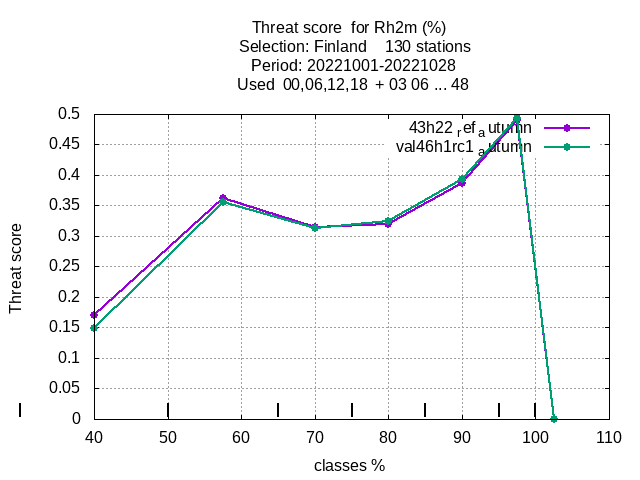 Threat score for Rh2m (%)
Selection: Finland 130 stations
Period: 20221001-20221028
Used 00,06,12,18 + 03 06 ... 48
0.5
0.45
0.4
0.35
0.3
0.25
0.2
0.15
0.1
0.05
0
Threat score
43h22 ref a utumn
val46h1rc1 a utumn
40 50 60 70 80 90 100 110
classes %